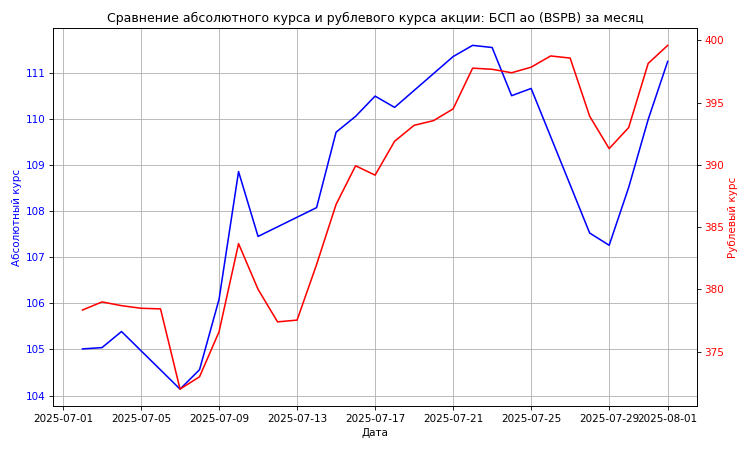 Сравнение абсолютного курса и рублевого курса акции: БСП ао (BSPB) за месяц
Абсолютный курс
111
110
109
108
107
106
105
104
400
395
390
385
380
375
Рублевый курс
2025-07-01 2025-07-05 2025-07-09 2025-07-13 2025-07-17 2025-07-21 2025-07-25 2025-07-29 2025-08-01
Дата